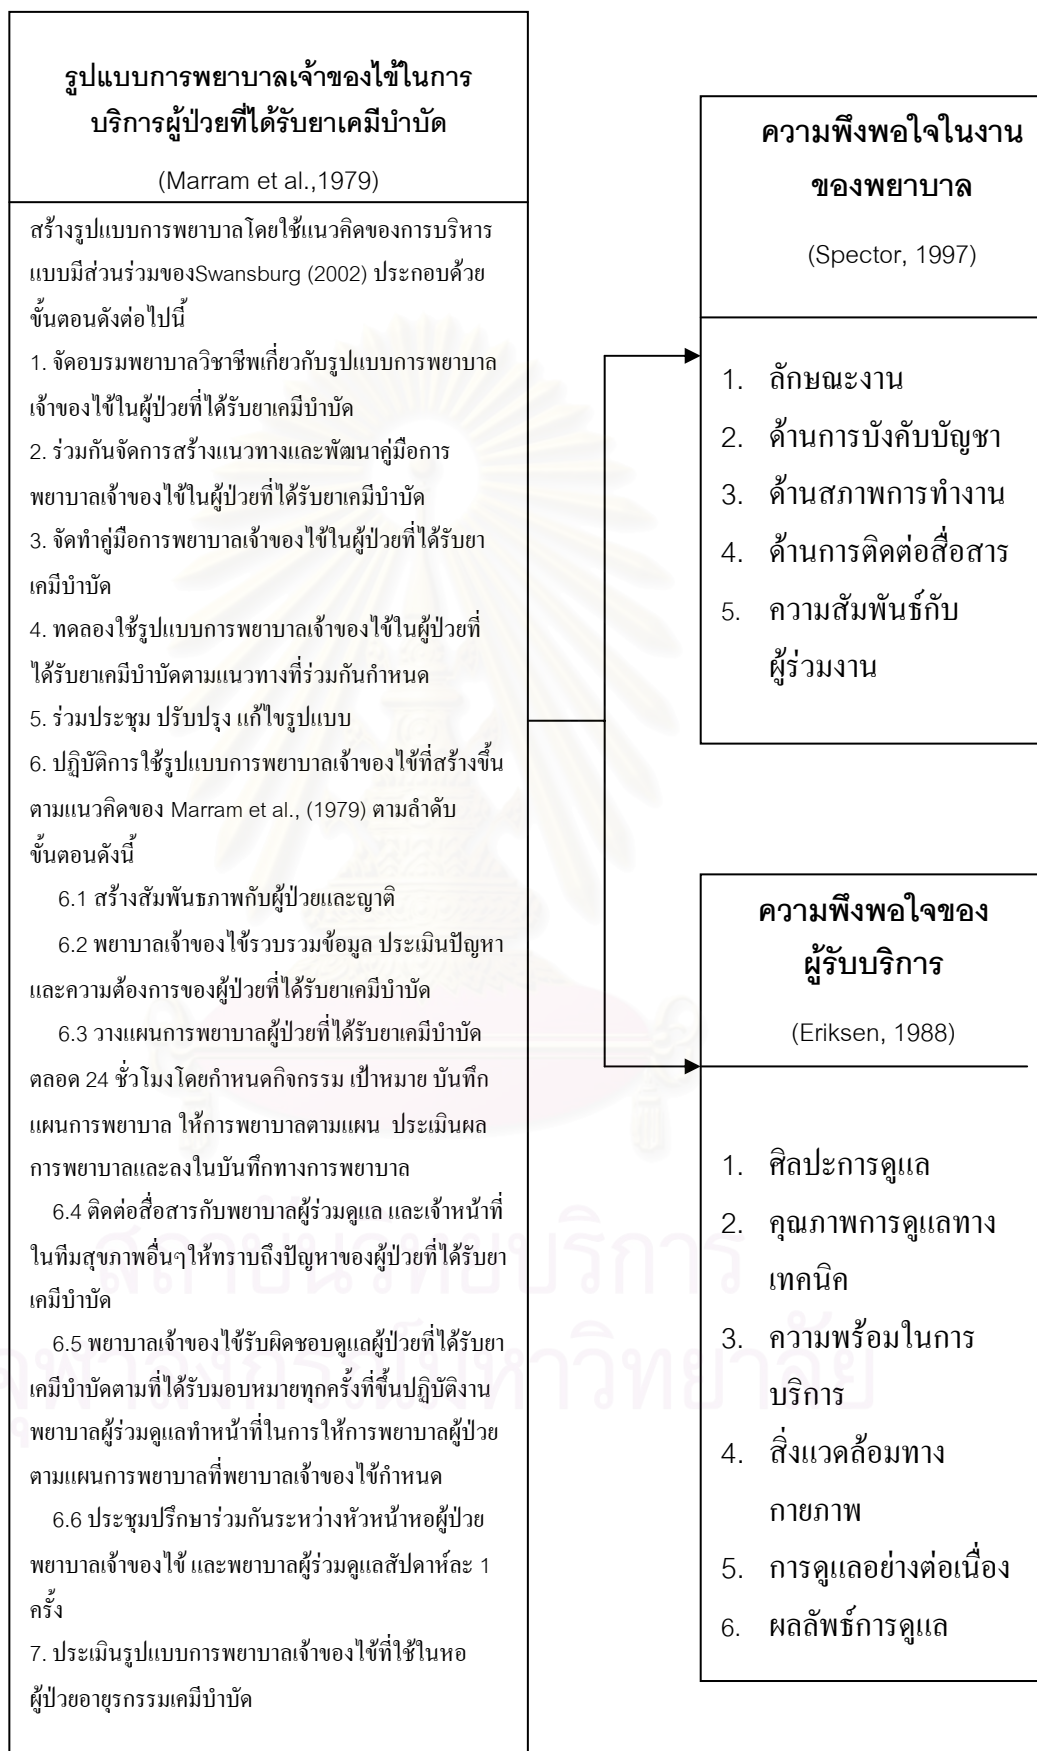 รูปแบบการพยาบาลเจ้าของไข้ในการ
บริการผู้ป่วยที่ได้รับยาเคมีบำบัด
(Marram et al.,1979)
สร้างรูปแบบการพยาบาลโดยใช้แนวคิดของการบริหาร
แบบมีส่วนร่วมของSwansburg (2002) ประกอบด้วย
ขั้นตอนดังต่อไปนี้
1. จัดอบรมพยาบาลวิชาชีพเกี่ยวกับรูปแบบการพยาบาล
เจ้าของไข้ในผู้ป่วยที่ได้รับยาเคมีบำบัด
2. ร่วมกันจัดการสร้างแนวทางและพัฒนาคู่มือการ
พยาบาลเจ้าของไข้ในผู้ป่วยที่ได้รับยาเคมีบำบัด
3. จัดทำคู่มือการพยาบาลเจ้าของไข้ในผู้ป่วยที่ได้รับยา
เคมีบำบัด
4. ทดลองใช้รูปแบบการพยาบาลเจ้าของไข้ในผู้ป่วยที่
ได้รับยาเคมีบำบัดตามแนวทางที่ร่วมกันกำหนด
5. ร่วมประชุม ปรับปรุง แก้ไขรูปแบบ
6. ปฏิบัติการใช้รูปแบบการพยาบาลเจ้าของไข้ที่สร้างขึ้น
ตามแนวคิดของ Marram et al., (1979) ตามลำดับ
ขั้นตอนดังนี้
6.1 สร้างสัมพันธภาพกับผู้ป่วยและญาติ
6.2 พยาบาลเจ้าของไข้รวบรวมข้อมูล ประเมินปัญหา
และความต้องการของผู้ป่วยที่ได้รับยาเคมีบำบัด
6.3 วางแผนการพยาบาลผู้ป่วยที่ได้รับยาเคมีบำบัด
ตลอด 24 ชั่วโมงโดยกำหนดกิจกรรม เป้าหมาย บันทึก
แผนการพยาบาล ให้การพยาบาลตามแผน ประเมินผล
การพยาบาลและลงในบันทึกทางการพยาบาล
6.4 ติดต่อสื่อสารกับพยาบาลผู้ร่วมดูแล และเจ้าหน้าที่
ในทีมสุขภาพอื่นๆให้ทราบถึงปัญหาของผู้ป่วยที่ได้รับยา
เคมีบำบัด
6.5 พยาบาลเจ้าของไข้รับผิดชอบดูแลผู้ป่วยที่ได้รับยา
เคมีบำบัดตามที่ได้รับมอบหมายทุกครั้งที่ขึ้นปฏิบัติงาน
พยาบาลผู้ร่วมดูแลทำหน้าที่ในการให้การพยาบาลผู้ป่วย
ตามแผนการพยาบาลที่พยาบาลเจ้าของไข้กำหนด
6.6 ประชุมปรึกษาร่วมกันระหว่างหัวหน้าหอผู้ป่วย
พยาบาลเจ้าของไข้ และพยาบาลผู้ร่วมดูแลสัปดาห์ละ 1
ครั้ง
7. ประเมินรูปแบบการพยาบาลเจ้าของไข้ที่ใช้ในหอ
ผู้ป่วยอายุรกรรมเคมีบำบัด
ความพึงพอใจในงาน
ของพยาบาล
(Spector, 1997)
1. ลักษณะงาน
2. ด้านการบังคับบัญชา
3. ด้านสภาพการทำงาน
4. ด้านการติดต่อสื่อสาร
5. ความสัมพันธ์กับ
ผู้ร่วมงาน
ความพึงพอใจของ
ผู้รับบริการ
(Eriksen, 1988)
1. ศิลปะการดูแล
2. คุณภาพการดูแลทาง
เทคนิค
3. ความพร้อมในการ
บริการ
4. สิ่งแวดล้อมทาง
กายภาพ
5. การดูแลอย่างต่อเนื่อง
6. ผลลัพธ์การดูแล
สถาบันวิทยบริการ
จุฬาลงกรณ์มหาวิทยาลัย